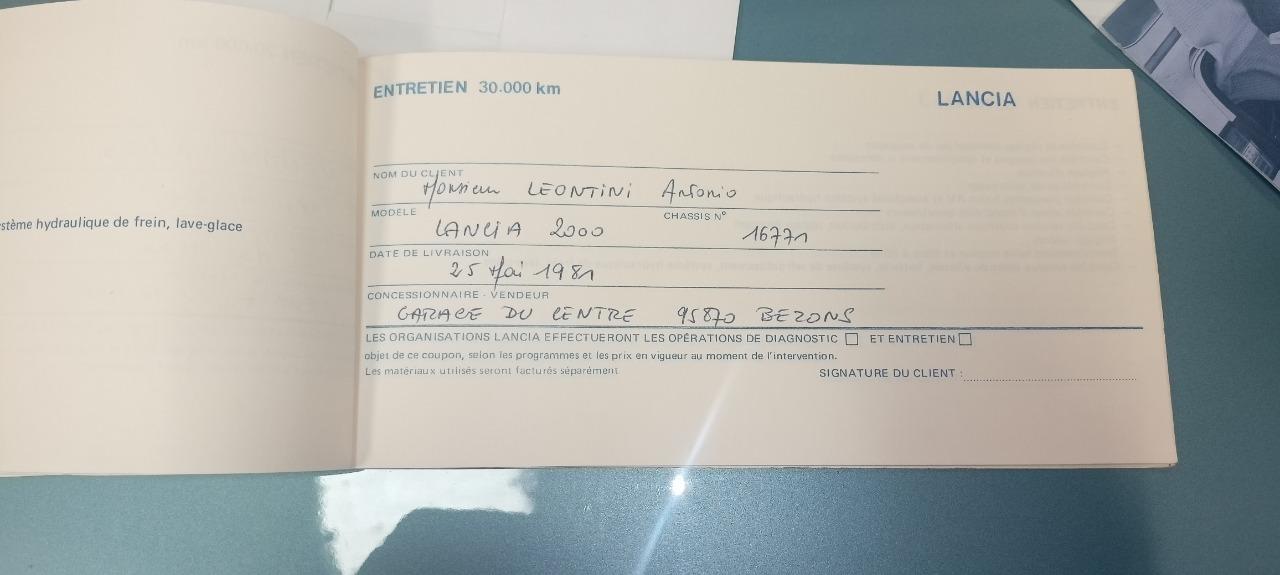 stème hydraulique de frein, lave-glace
ENTRETIEN 30.000 km
LANCIA
NOM DU CLIENT
Monsieur LEONTINI Antonio
MODÈLE
CHASSIS N°
LANCIA 2000
16771
DATE DE LIVRAISON
25 Mai 1981
CONCESSIONNAIRE - VENDEUR
GARAGE DU CENTRE 95870 BEZONS
LES ORGANISATIONS LANCIA EFFECTUERONT LES OPÉRATIONS DE DIAGNOSTIC ET ENTRETIEN
objet de ce coupon, selon les programmes et les prix en vigueur au moment de l'intervention.
Les matériaux utilisés seront facturés séparément
SIGNATURE DU CLIENT :